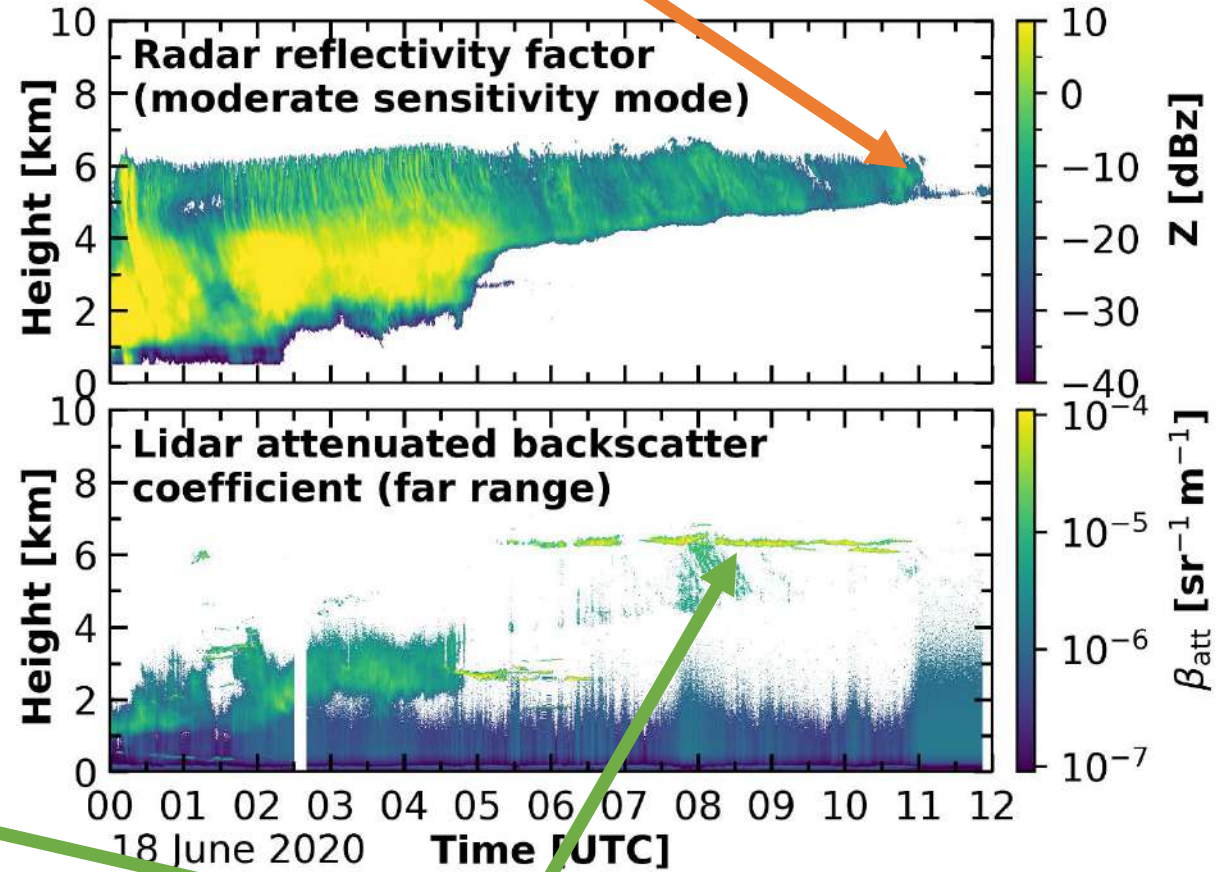 Radar reflectivity factor
(moderate sensitivity mode)
Height [km]
10
8
6
4
2
0
10
0
−10
−20
−30
−40
Z [dBz]
Lidar attenuated backscatter
coefficient (far range)
Height [km]
10
8
6
4
2
0
10⁻⁴
10⁻⁵
10⁻⁶
10⁻⁷
βatt [sr⁻¹ m⁻¹]
00 01 02 03 04 05 06 07 08 09 10 11 12
18 June 2020 Time [UTC]